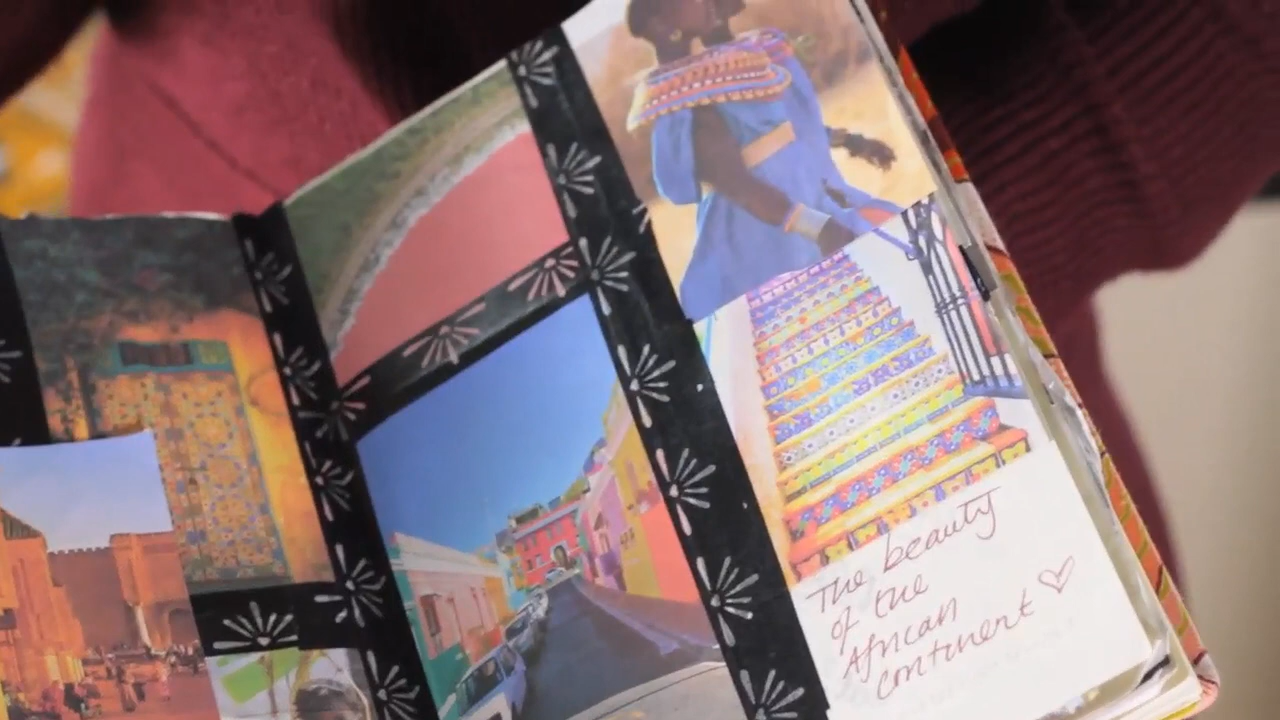 The beauty
of the
African
continent ♡